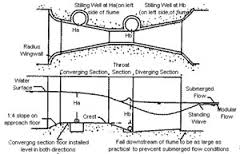 Stilling Well at Ha (on left
side of flume)
Stilling Well at Hb
(on left side of flume)
Radius
Wingwall
Throat
Converging Section
Section
Diverging Section
Water
Surface
Submerged
Flow
Ha
Hb
1:4 slope on
approach floor
Crest
Standing
Wave
Modular
Flow
Converging section floor installed
level in both directions
Fall downstream of flume to be as large as
practical to prevent submerged flow conditions